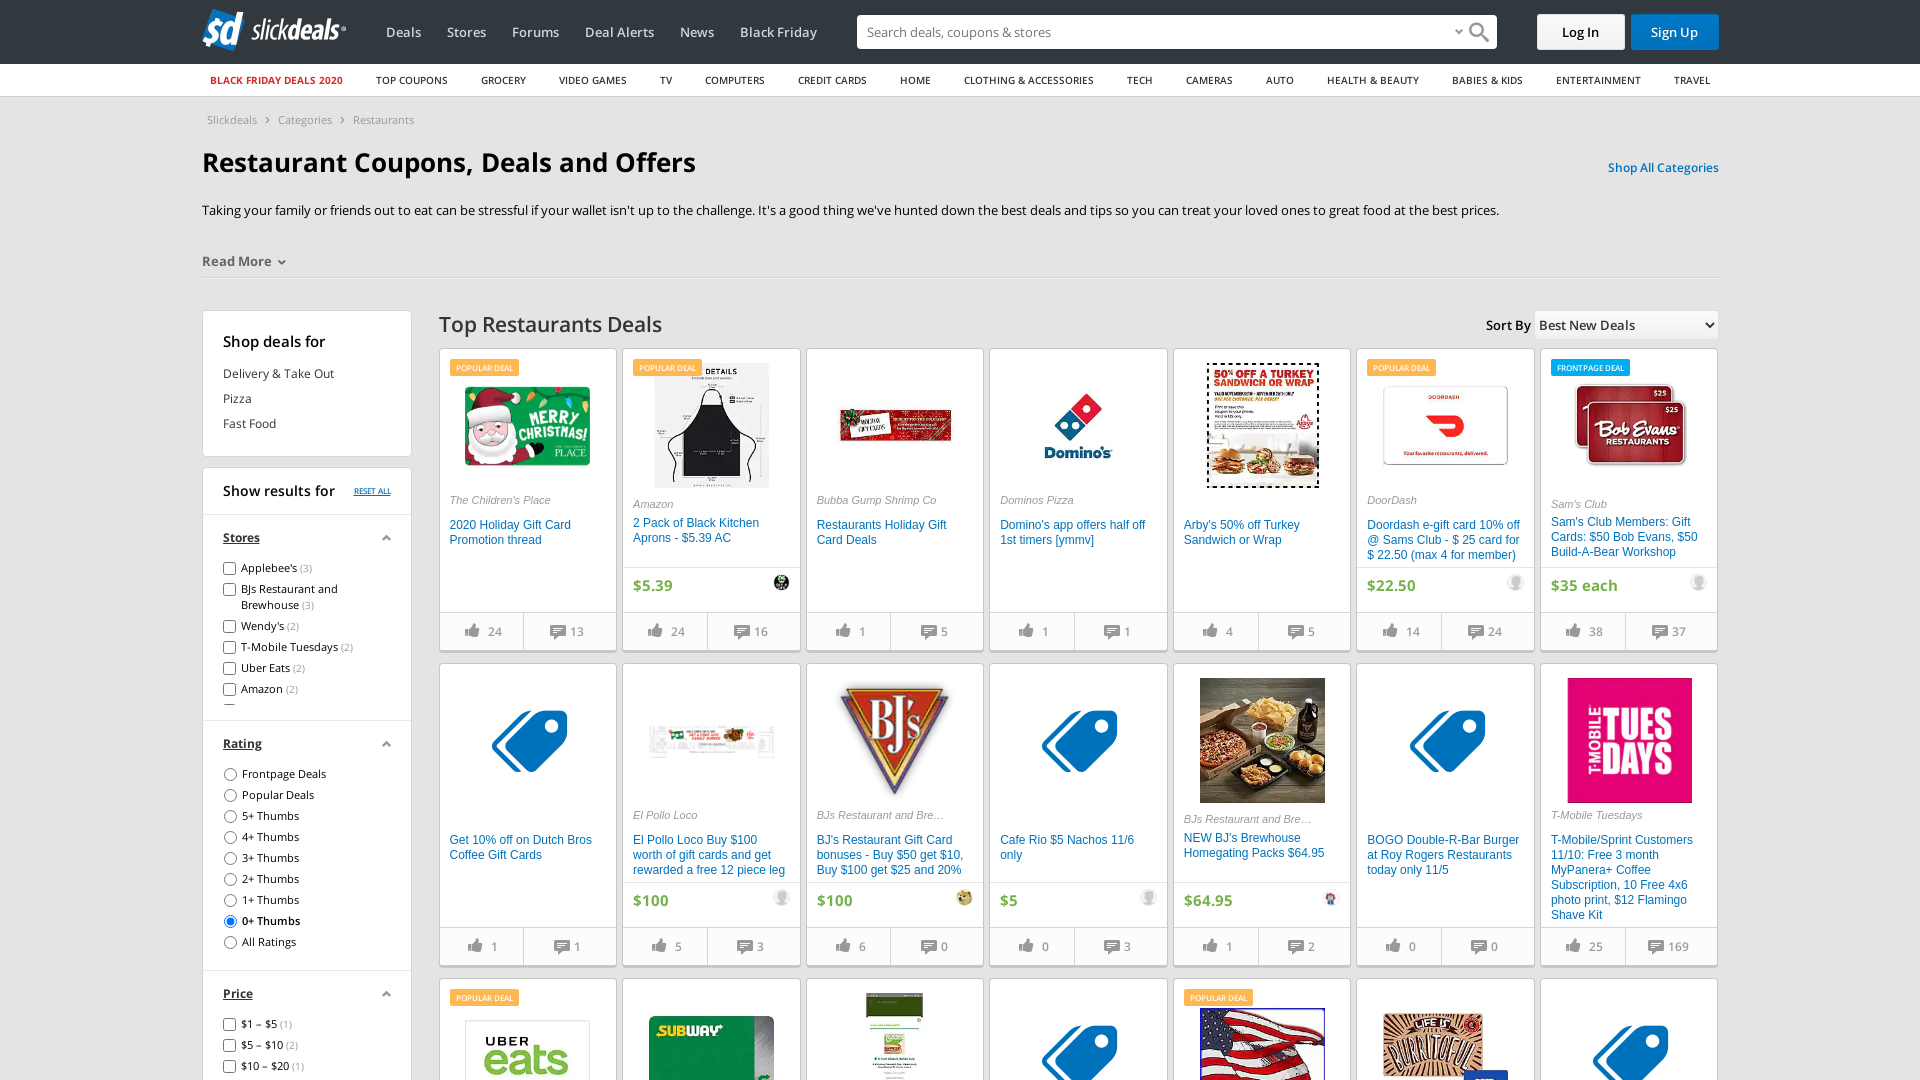 sd slickdeals
Deals
Stores
Forums
Deal Alerts
News
Black Friday
Search deals, coupons & stores
Log In
Sign Up
BLACK FRIDAY DEALS 2020
TOP COUPONS
GROCERY
VIDEO GAMES
TV
COMPUTERS
CREDIT CARDS
HOME
CLOTHING & ACCESSORIES
TECH
CAMERAS
AUTO
HEALTH & BEAUTY
BABIES & KIDS
ENTERTAINMENT
TRAVEL
Slickdeals > Categories > Restaurants
Restaurant Coupons, Deals and Offers
Shop All Categories
Taking your family or friends out to eat can be stressful if your wallet isn't up to the challenge. It's a good thing we've hunted down the best deals and tips so you can treat your loved ones to great food at the best prices.
Read More
Shop deals for
Delivery & Take Out
Pizza
Fast Food
Show results for
RESET ALL
Stores
Applebee's (3)
BJs Restaurant and
Brewhouse (3)
Wendy's (2)
T-Mobile Tuesdays (2)
Uber Eats (2)
Amazon (2)
Rating
Frontpage Deals
Popular Deals
5+ Thumbs
4+ Thumbs
3+ Thumbs
2+ Thumbs
1+ Thumbs
0+ Thumbs
All Ratings
Price
$1 – $5 (1)
$5 – $10 (2)
$10 – $20 (1)
Top Restaurants Deals
Sort By
Best New Deals
POPULAR DEAL
MERRY
CHRISTMAS!
PLACE
The Children's Place
2020 Holiday Gift Card
Promotion thread
24
13
POPULAR DEAL
DETAILS
Amazon
2 Pack of Black Kitchen
Aprons - $5.39 AC
$5.39
24
16
Bubba Gump Shrimp Co
Restaurants Holiday Gift
Card Deals
1
5
Domino's
Dominos Pizza
Domino's app offers half off
1st timers [ymmv]
1
1
50% OFF A TURKEY
SANDWICH OR WRAP
Arby's 50% off Turkey
Sandwich or Wrap
4
5
POPULAR DEAL
DOORDASH
Your favorite restaurants, delivered.
DoorDash
Doordash e-gift card 10% off
@ Sams Club - $ 25 card for
$ 22.50 (max 4 for member)
$22.50
14
24
FRONTPAGE DEAL
$25
$25
Bob Evans
RESTAURANTS
Sam's Club
Sam's Club Members: Gift
Cards: $50 Bob Evans, $50
Build-A-Bear Workshop
$35 each
38
37
Get 10% off on Dutch Bros
Coffee Gift Cards
1
1
El Pollo Loco
El Pollo Loco Buy $100
worth of gift cards and get
rewarded a free 12 piece leg
$100
5
3
BJ's
BJs Restaurant and Bre…
BJ's Restaurant Gift Card
bonuses - Buy $50 get $10,
Buy $100 get $25 and 20%
$100
6
0
Cafe Rio $5 Nachos 11/6
only
$5
0
3
BJs Restaurant and Bre…
NEW BJ's Brewhouse
Homegating Packs $64.95
$64.95
1
2
BOGO Double-R-Bar Burger
at Roy Rogers Restaurants
today only 11/5
0
0
T-MOBILE
TUES
DAYS
T-Mobile Tuesdays
T-Mobile/Sprint Customers
11/10: Free 3 month
MyPanera+ Coffee
Subscription, 10 Free 4x6
photo print, $12 Flamingo
Shave Kit
25
169
POPULAR DEAL
UBER
eats
SUBWAY
POPULAR DEAL
LIFE IS
BURRITOFUL